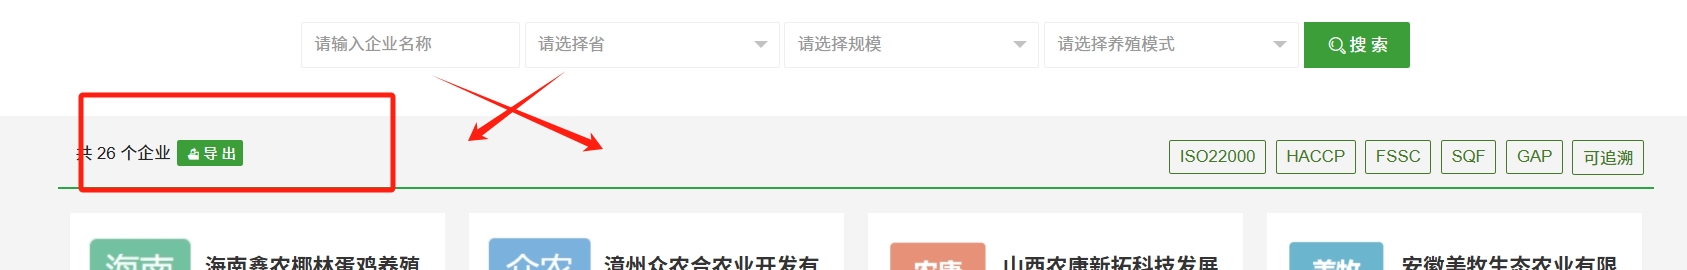 请输入企业名称 请选择省 请选择规模 请选择养殖模式 搜 索
共 26 个企业 导 出 ISO22000 HACCP FSSC SQF GAP 可追溯
海南 海南鑫农椰林蛋鸡养殖 众农 漳州众农合农业开发有 农康 山西农康新拓科技发展 美牧 安徽美牧生态农业有限